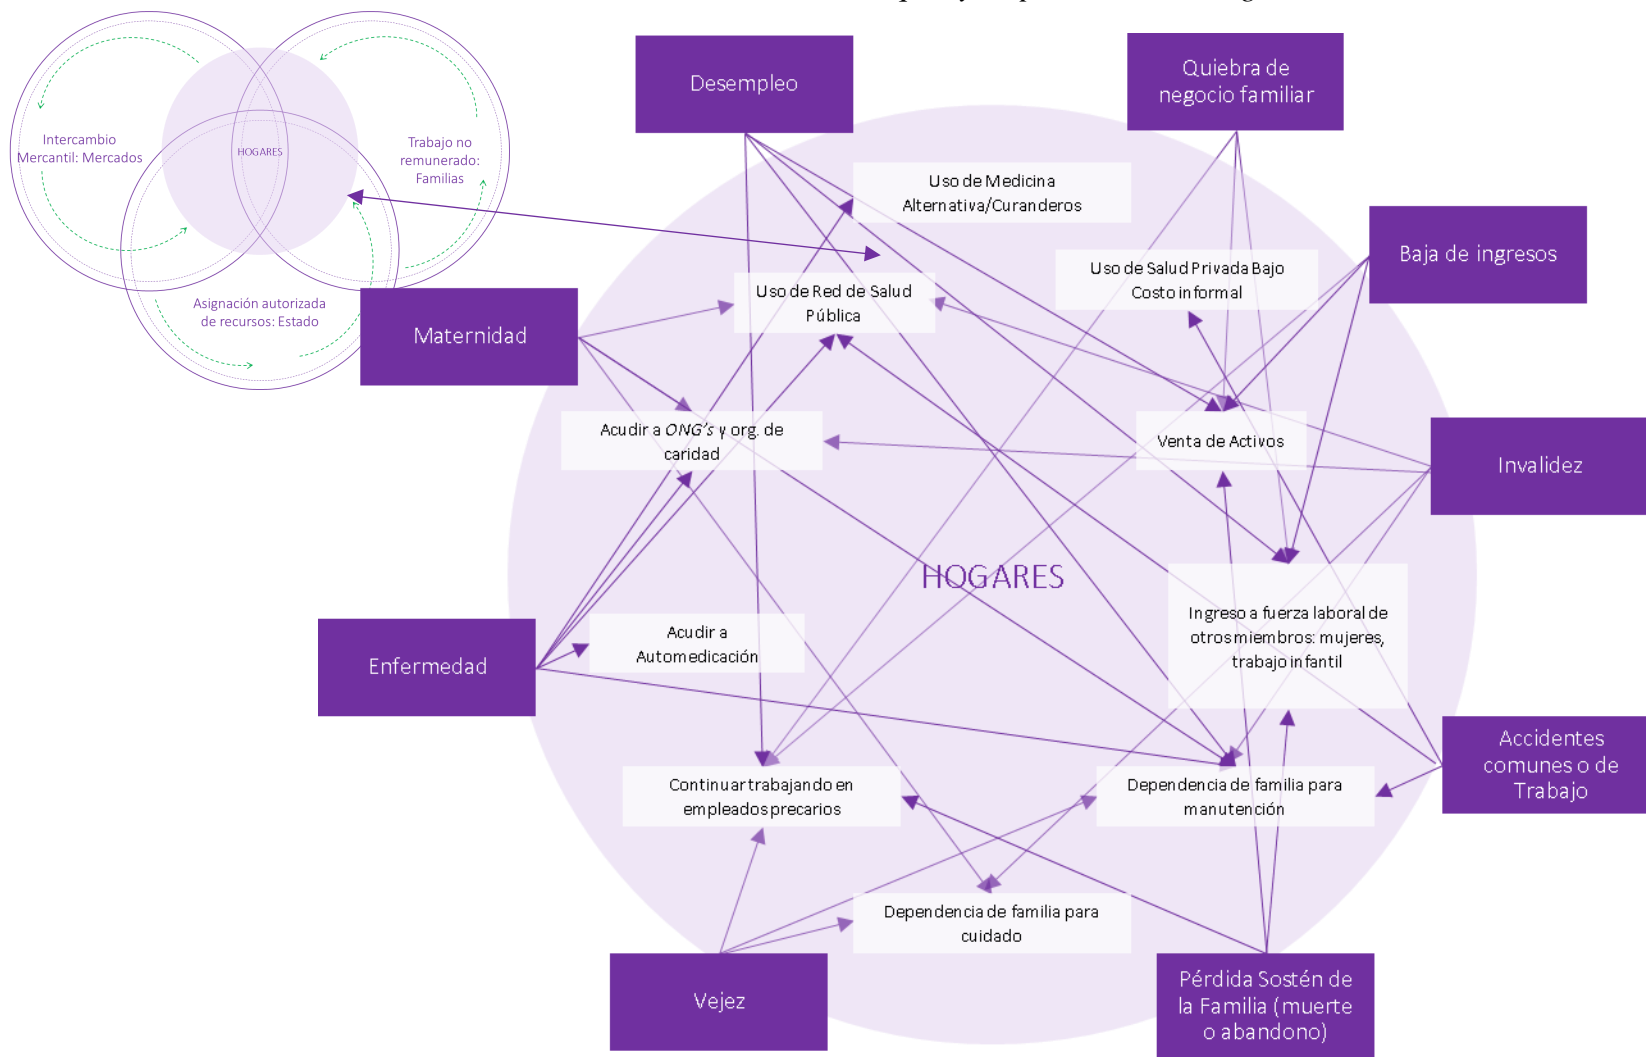 Desempleo
Quiebra de
negocio familiar
Intercambio
Mercantil: Mercados
HOGARES
Trabajo no
remunerado:
Familias
Uso de Medicina
Alternativa/Curanderos
Baja de ingresos
Uso de Salud Privada Bajo
Costo informal
Asignación autorizada
de recursos: Estado
Uso de Red de Salud
Pública
Maternidad
Acudir a ONG's y org. de
caridad
Venta de Activos
Invalidez
HOGARES
Ingreso a fuerza laboral de
otros miembros: mujeres,
trabajo infantil
Enfermedad
Acudir a
Automedicación
Accidentes
comunes o de
Trabajo
Continuar trabajando en
empleados precarios
Dependencia de familia para
manutención
Dependencia de familia para
cuidado
Vejez
Pérdida Sostén de
la Familia (muerte
o abandono)